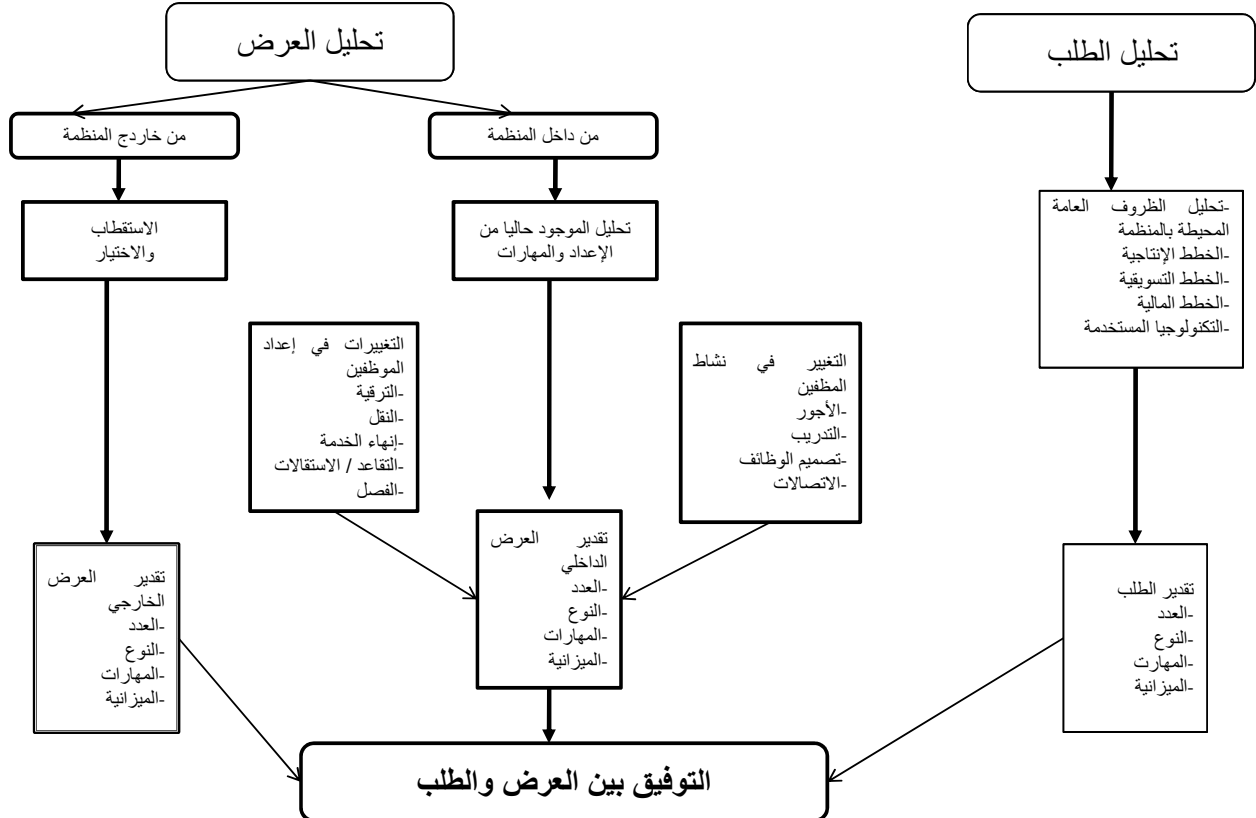 تحليل الطلب
تحليل العرض
من داخل المنظمة
من خاردج المنظمة
-تحليل الظروف العامة
المحيطة بالمنظمة
-الخطط الإنتاجية
-الخطط التسويقية
-الخطط المالية
-التكنولوجيا المستخدمة
تحليل الموجود حاليا من
الإعداد والمهارات
الاستقطاب
والاختيار
التغيير في نشاط
المظفين
-الأجور
-التدريب
-تصميم الوظائف
-الاتصالات
التغييرات في إعداد
الموظفين
-الترقية
-النقل
-إنهاء الخدمة
-التقاعد / الاستقالات
-الفصل
تقدير الطلب
-العدد
-النوع
-المهارت
-الميزانية
تقدير العرض
الداخلي
-العدد
-النوع
-المهارات
-الميزانية
تقدير العرض
الخارجي
-العدد
-النوع
-المهارات
-الميزانية
التوفيق بين العرض والطلب